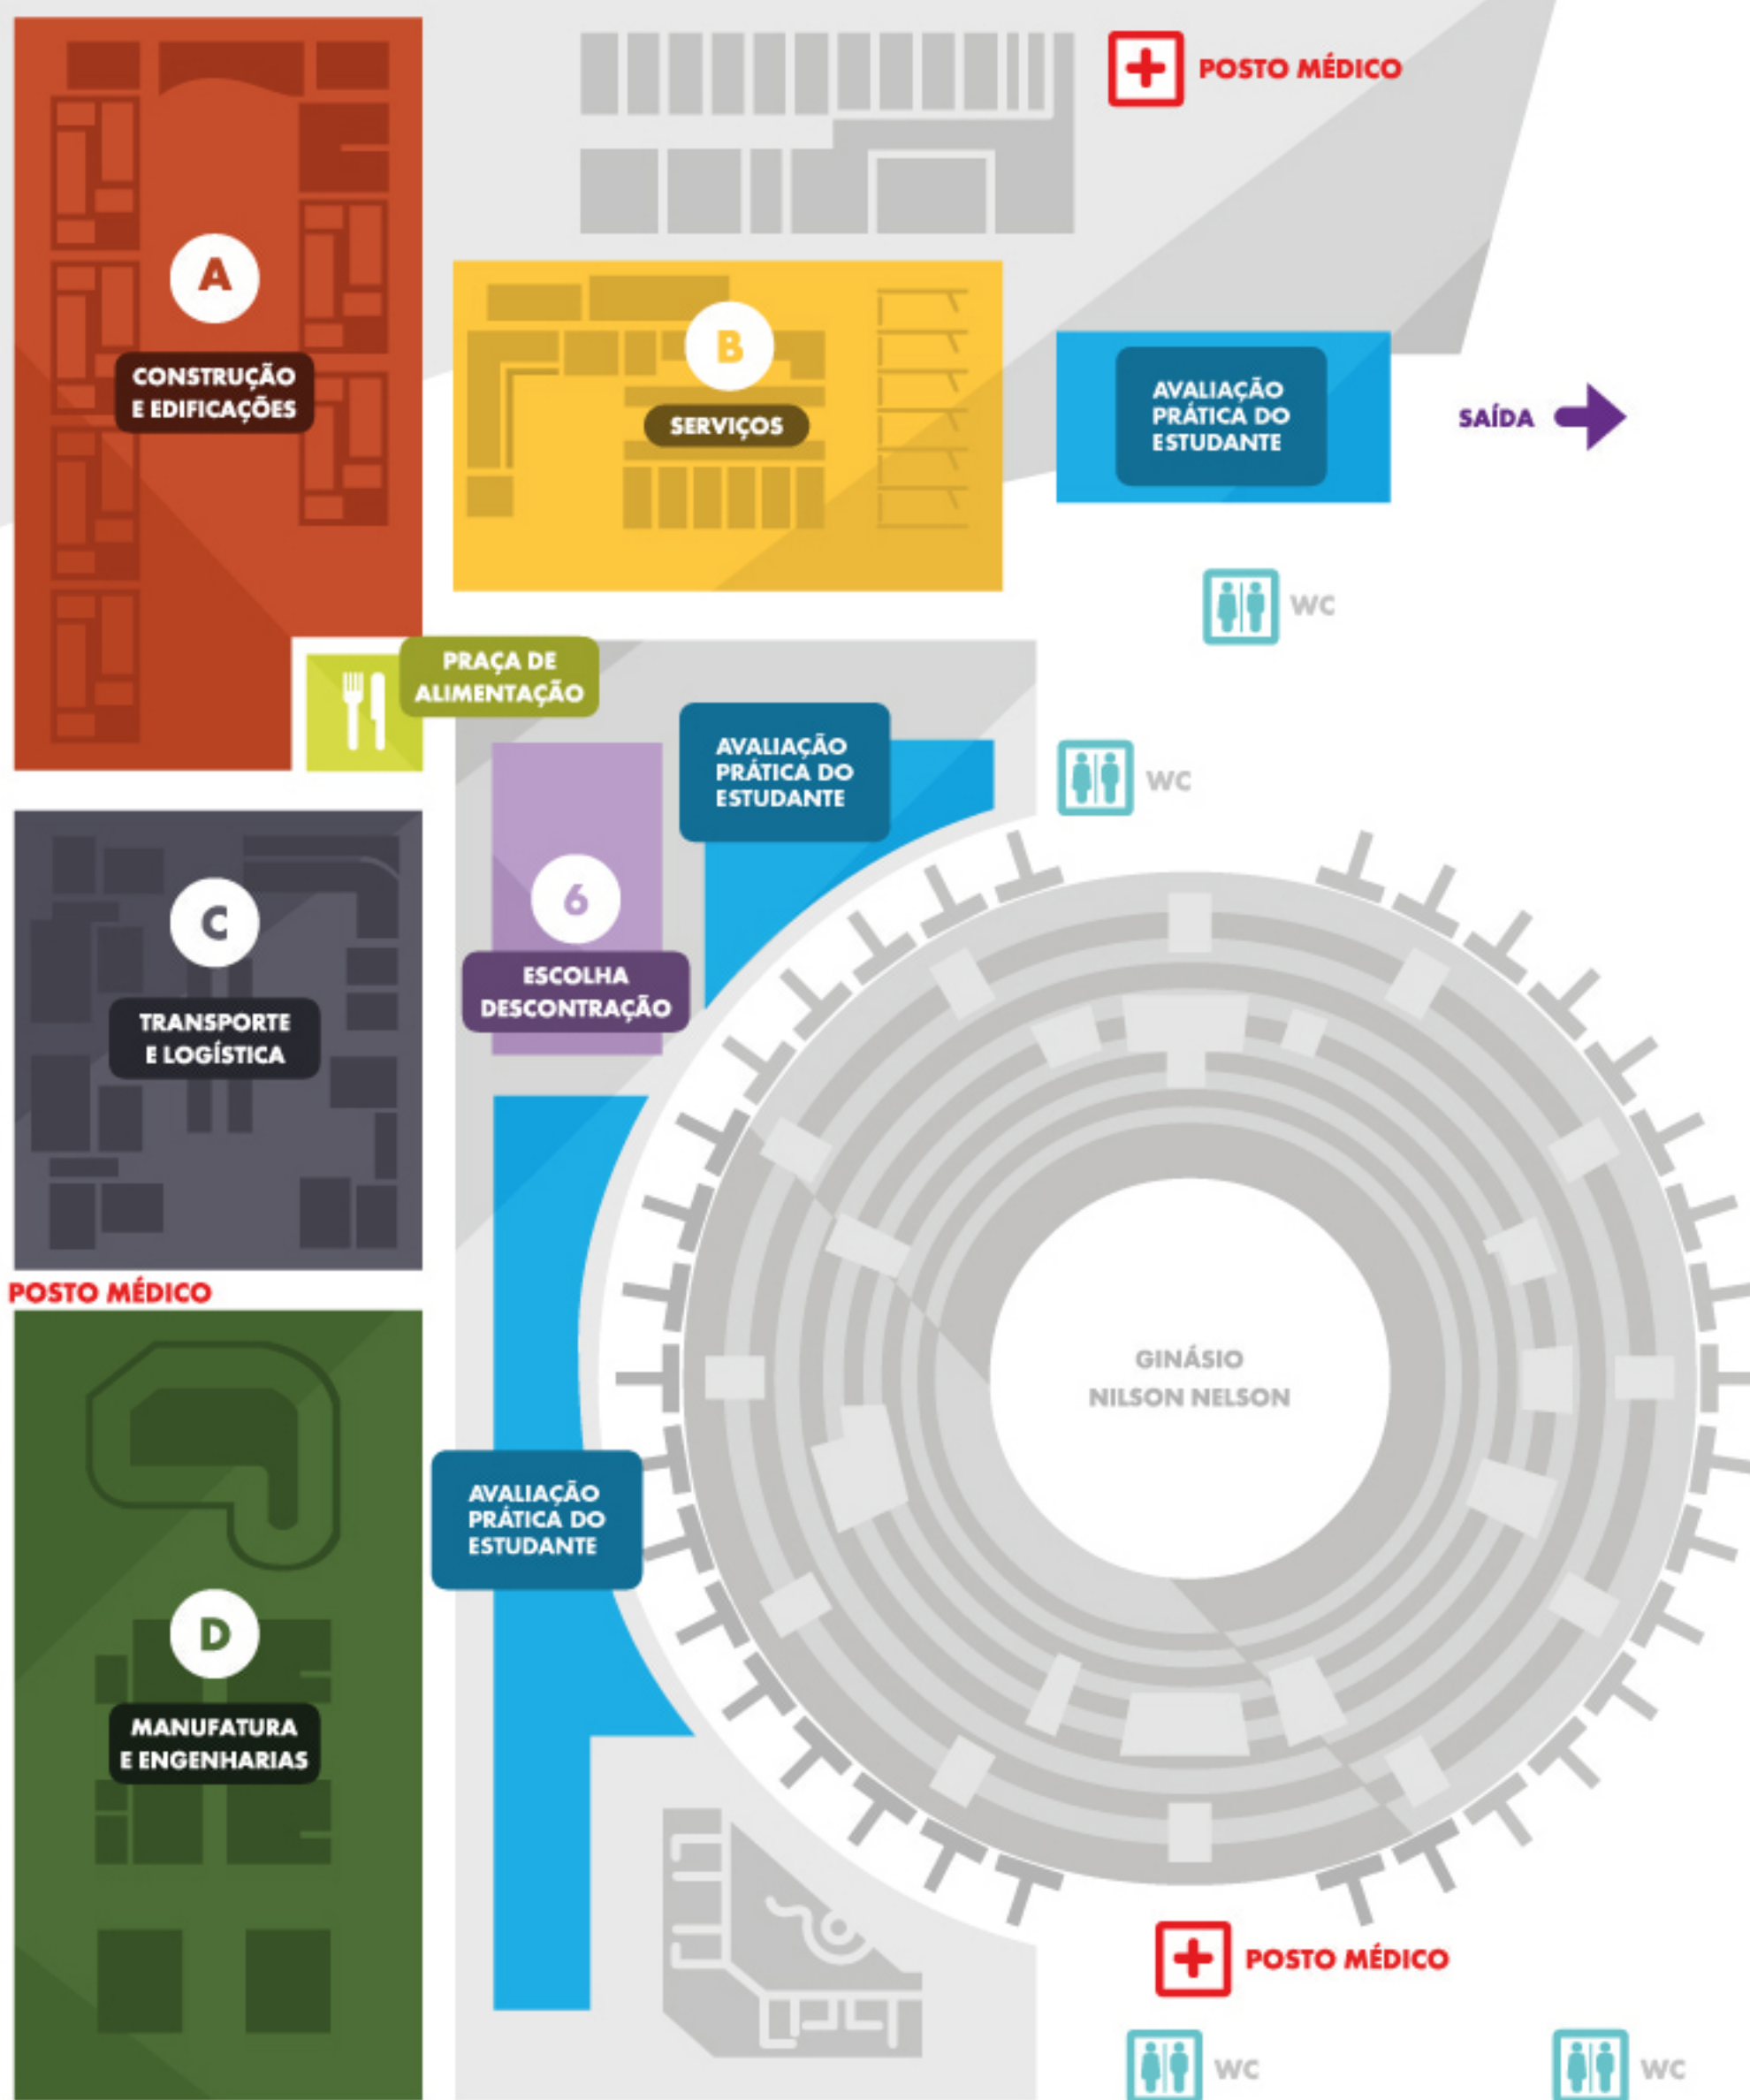 POSTO MÉDICO
A
CONSTRUÇÃO
E EDIFICAÇÕES
B
SERVIÇOS
AVALIAÇÃO
PRÁTICA DO
ESTUDANTE
SAÍDA
WC
PRAÇA DE
ALIMENTAÇÃO
AVALIAÇÃO
PRÁTICA DO
ESTUDANTE
WC
6
ESCOLHA
DESCONTRAÇÃO
C
TRANSPORTE
E LOGÍSTICA
POSTO MÉDICO
GINÁSIO
NILSON NELSON
AVALIAÇÃO
PRÁTICA DO
ESTUDANTE
D
MANUFATURA
E ENGENHARIAS
POSTO MÉDICO
WC
WC